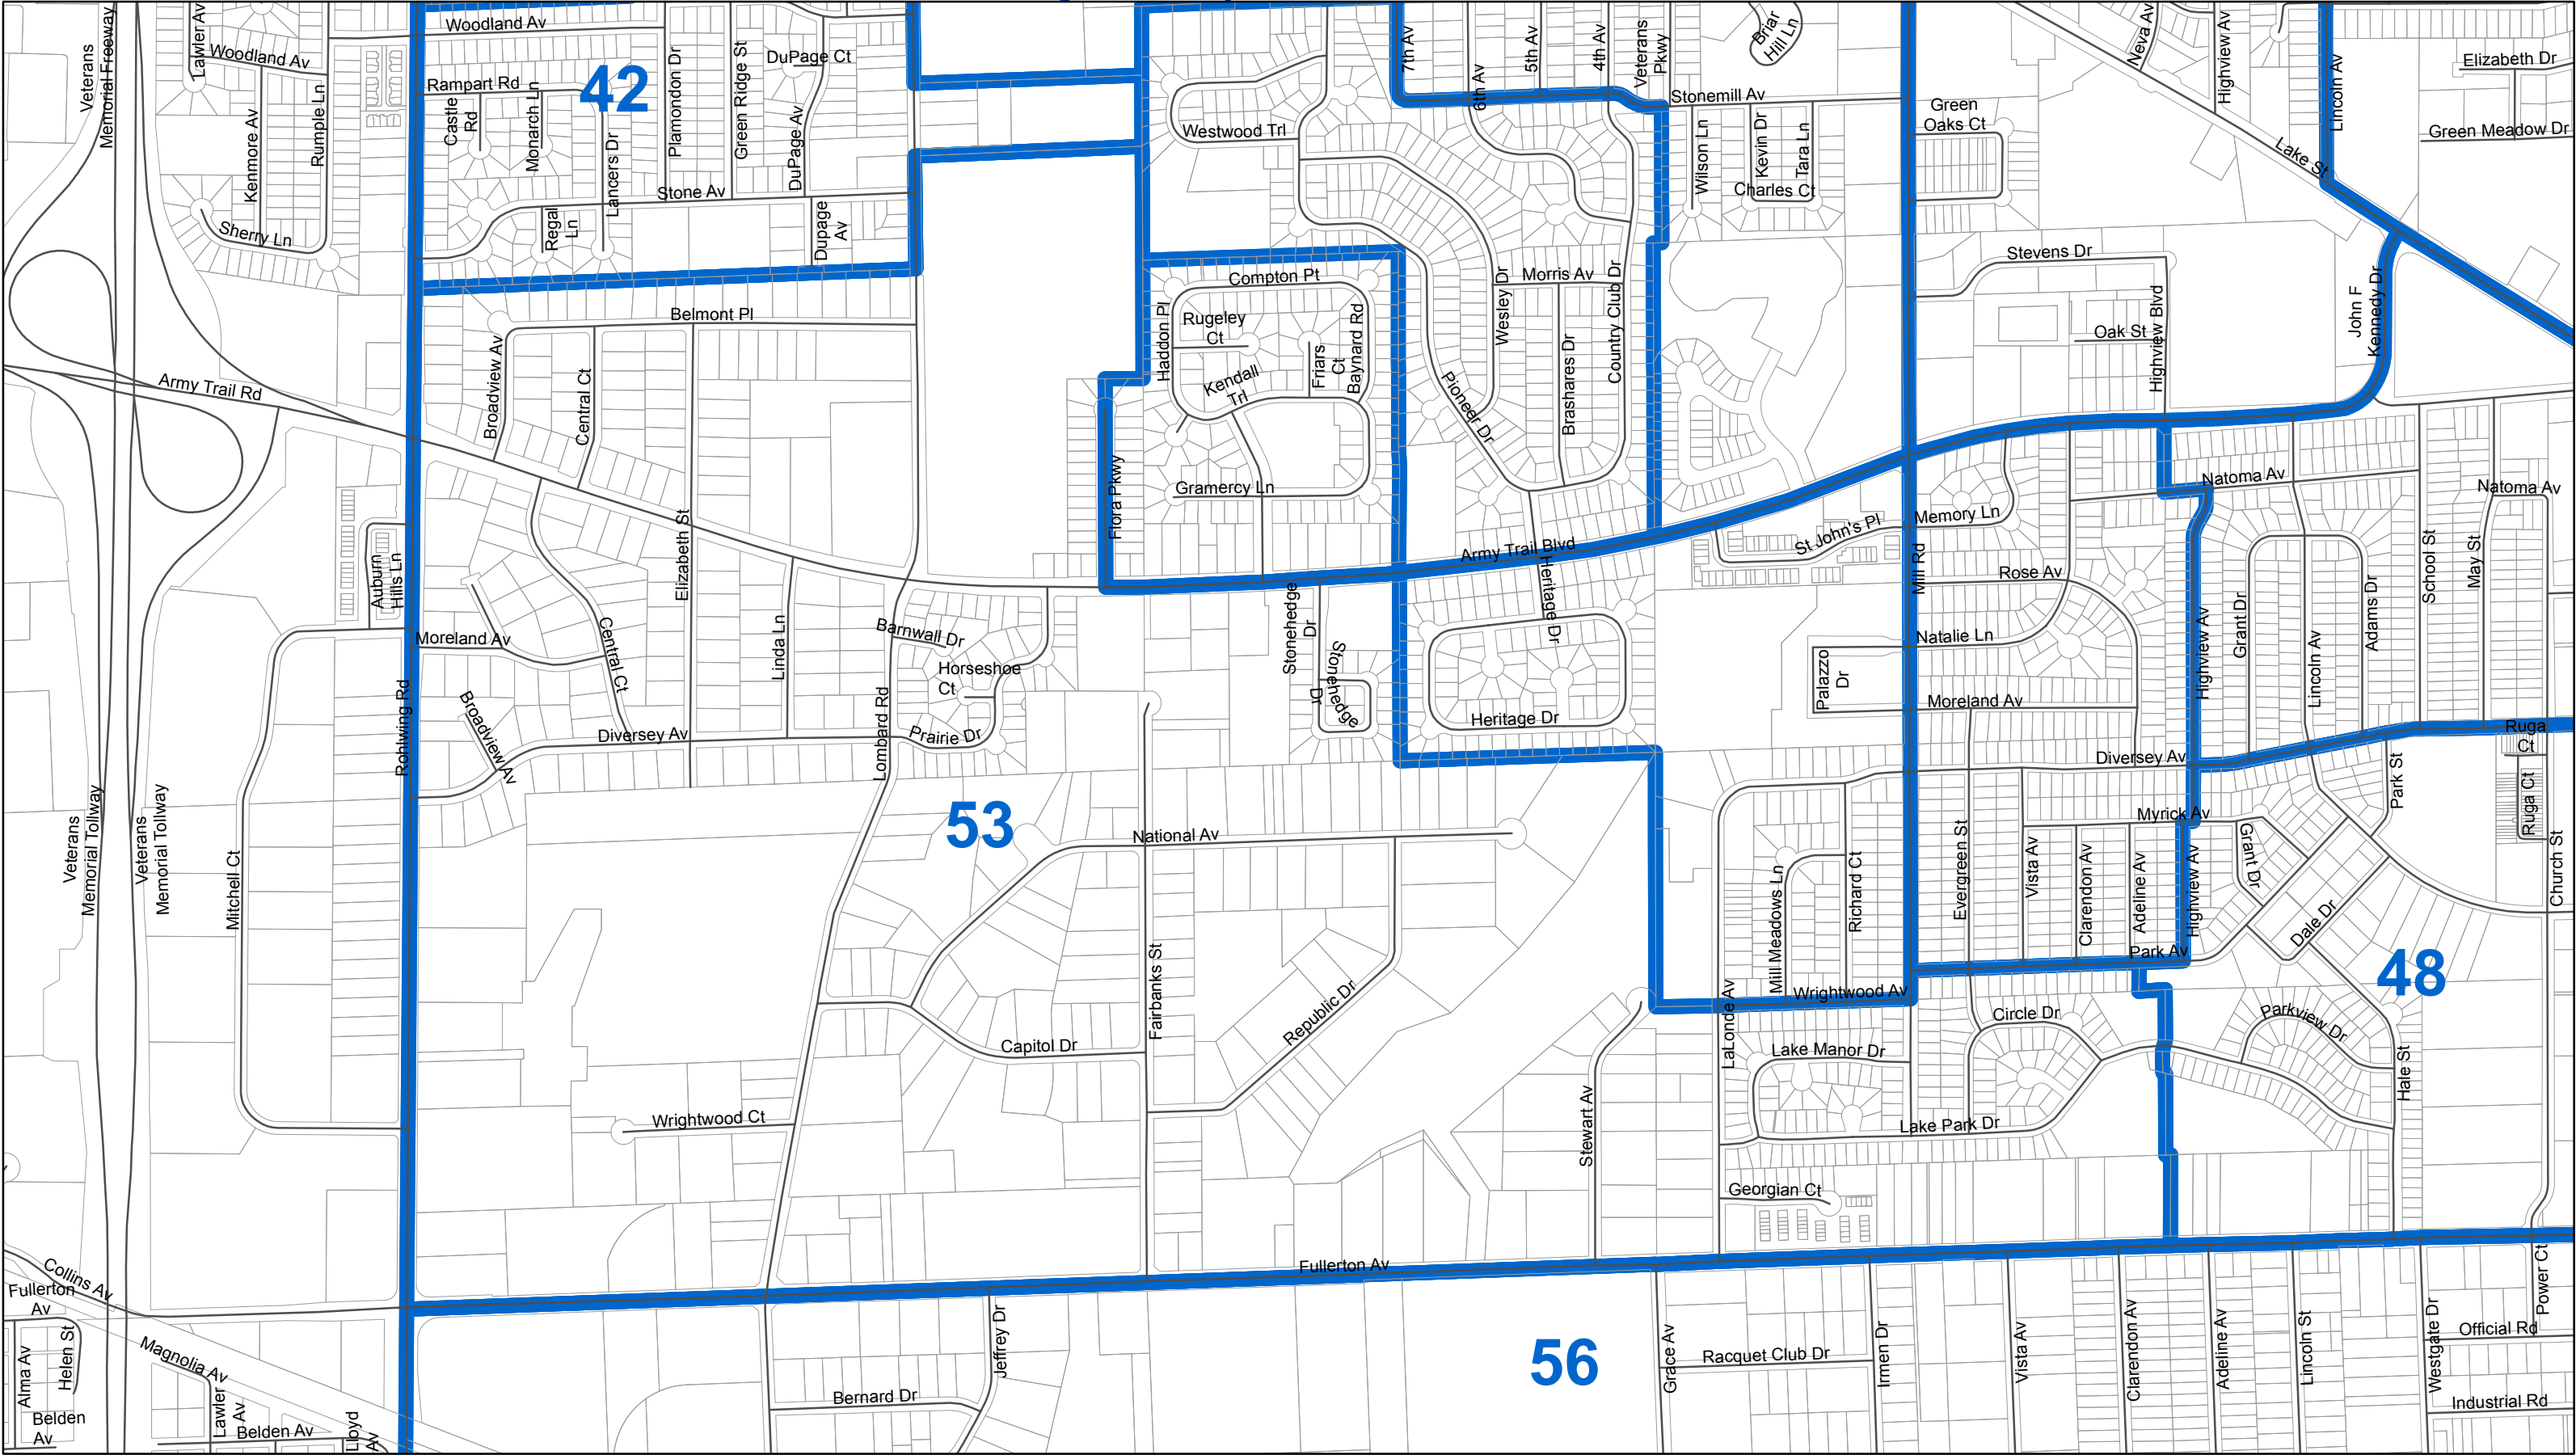 Veterans
Memorial Freeway
Lawler Av
Woodland Av
Woodland Av
Kenmore Av
Rumple Ln
Sherry Ln
Rampart Rd
Castle
Rd
Monarch Ln
42
Lancers Dr
Plamondon Dr
Green Ridge St
DuPage Ct
DuPage Av
Stone Av
Regal
Ln
Dupage
Av
Westwood Trl
7th Av
6th Av
5th Av
4th Av
Veterans
Pkwy
Briar
Hill Ln
Stonemill Av
Wilson Ln
Kevin Dr
Tara Ln
Charles Ct
Green
Oaks Ct
Neva Av
Highview Av
Lincoln Av
Lake St
Elizabeth Dr
Green Meadow Dr
Stevens Dr
Oak St
Highview Blvd
John F
Kennedy Dr
Army Trail Rd
Belmont Pl
Broadview Av
Central Ct
Elizabeth St
Haddon Pl
Compton Pt
Rugeley
Ct
Kendall
Trl
Friars
Ct
Baynard Rd
Gramercy Ln
Flora Pkwy
Pioneer Dr
Wesley Dr
Morris Av
Brashares Dr
Country Club Dr
Army Trail Blvd
St John's Pl
Memory Ln
Mill Rd
Rose Av
Natalie Ln
Moreland Av
Palazzo
Dr
Natoma Av
Natoma Av
School St
May St
Highview Av
Grant Dr
Lincoln Av
Adams Dr
Auburn
Hills Ln
Moreland Av
Broadview Av
Central Ct
Linda Ln
Diversey Av
Barnwall Dr
Horseshoe
Ct
Prairie Dr
Lombard Rd
Stonehedge
Dr
Stonehedge
Dr
Heritage Dr
Heritage Dr
Rohlwing Rd
Veterans
Memorial Tollway
Veterans
Memorial Tollway
Mitchell Ct
53
National Av
Fairbanks St
Republic Dr
Capitol Dr
Wrightwood Ct
Stewart Av
Diversey Av
Myrick Av
Mill Meadows Ln
Richard Ct
Evergreen St
Vista Av
Clarendon Av
Adeline Av
Highview Av
Grant Dr
Park St
Ruga
Ct
Ruga Ct
Church St
Dale Dr
Park Av
48
Wrightwood Av
LaLonde Av
Lake Manor Dr
Circle Dr
Parkview Dr
Hale St
Lake Park Dr
Georgian Ct
Fullerton Av
Collins Av
Fullerton
Av
Alma Av
Helen St
Belden
Av
Magnolia Av
Lawler
Av
Belden Av
Lloyd
Av
Jeffrey Dr
Bernard Dr
56
Grace Av
Racquet Club Dr
Irmen Dr
Vista Av
Clarendon Av
Adeline Av
Lincoln St
Westgate Dr
Official Rd
Power Ct
Industrial Rd